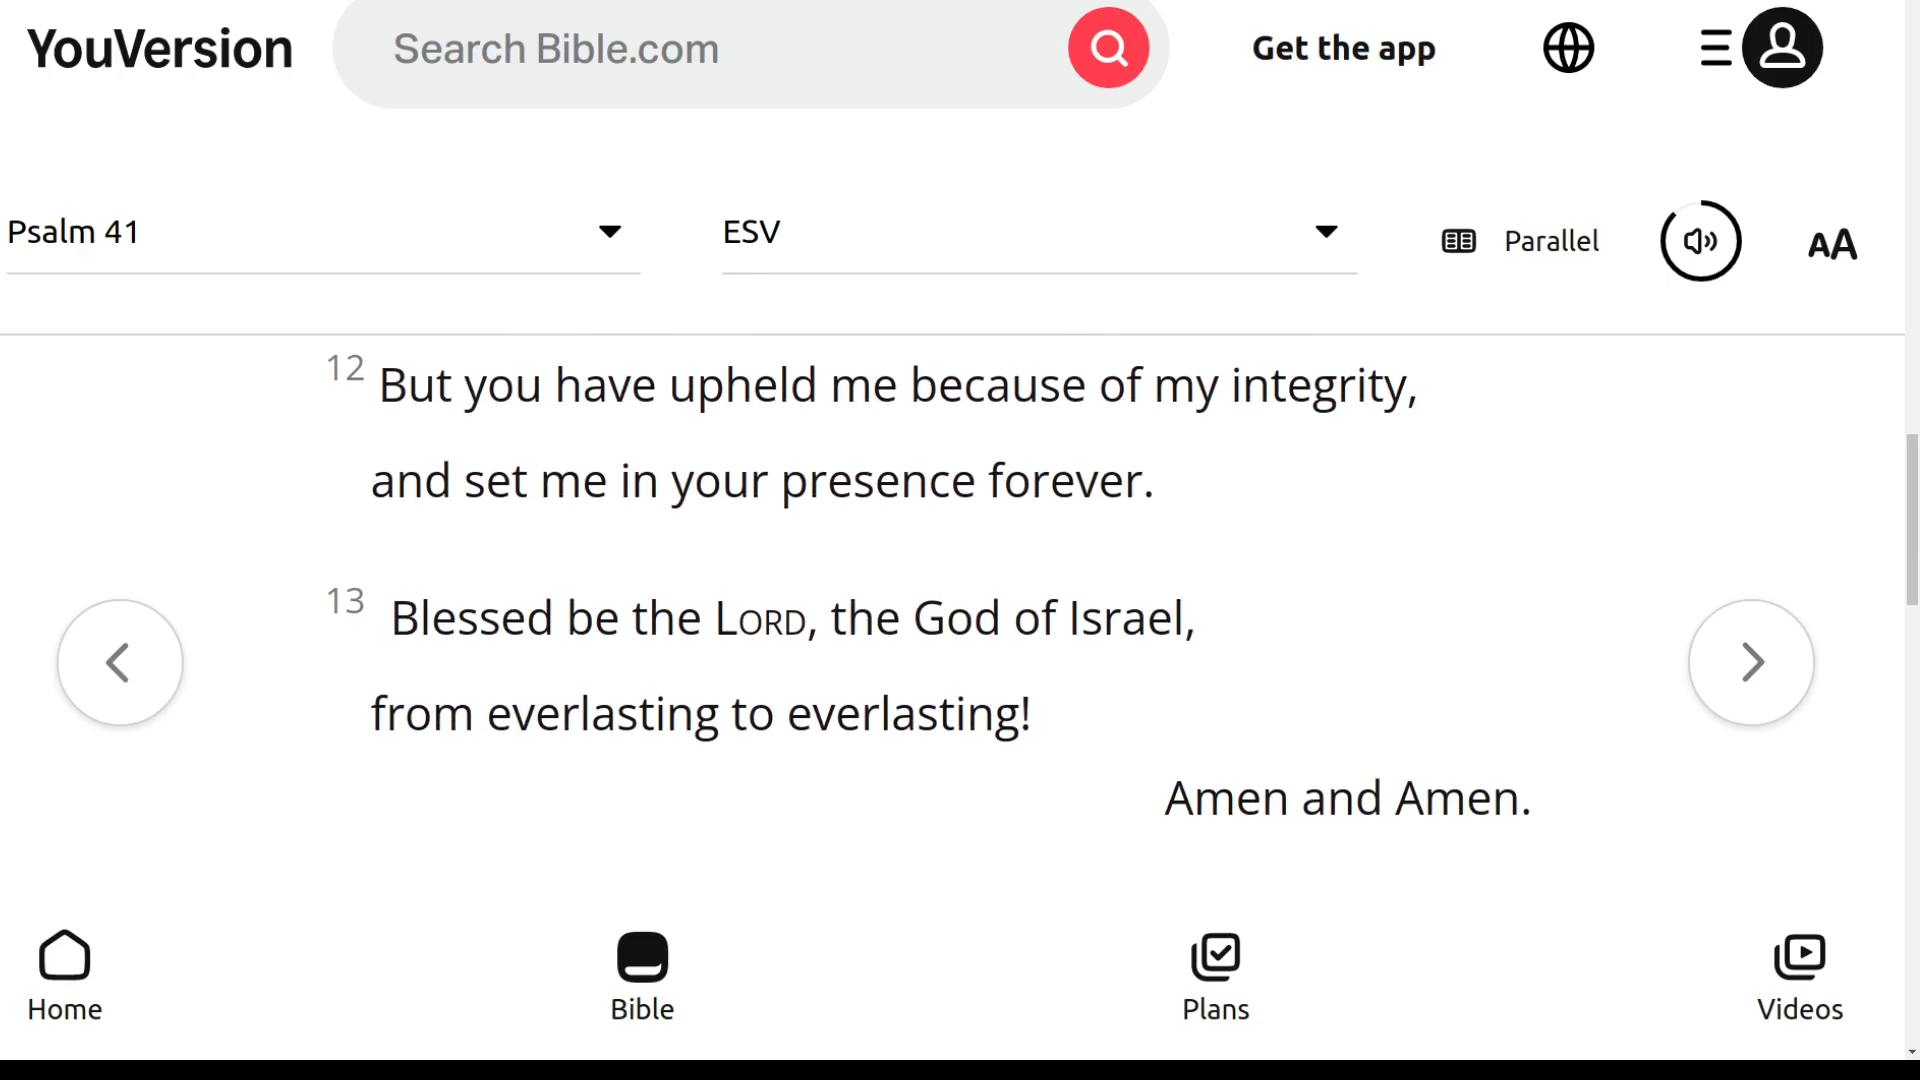 YouVersion
Search Bible.com
Get the app
Psalm 41
ESV
Parallel
AA
12 But you have upheld me because of my integrity,
and set me in your presence forever.
13 Blessed be the LORD, the God of Israel,
from everlasting to everlasting!
Amen and Amen.
Home
Bible
Plans
Videos